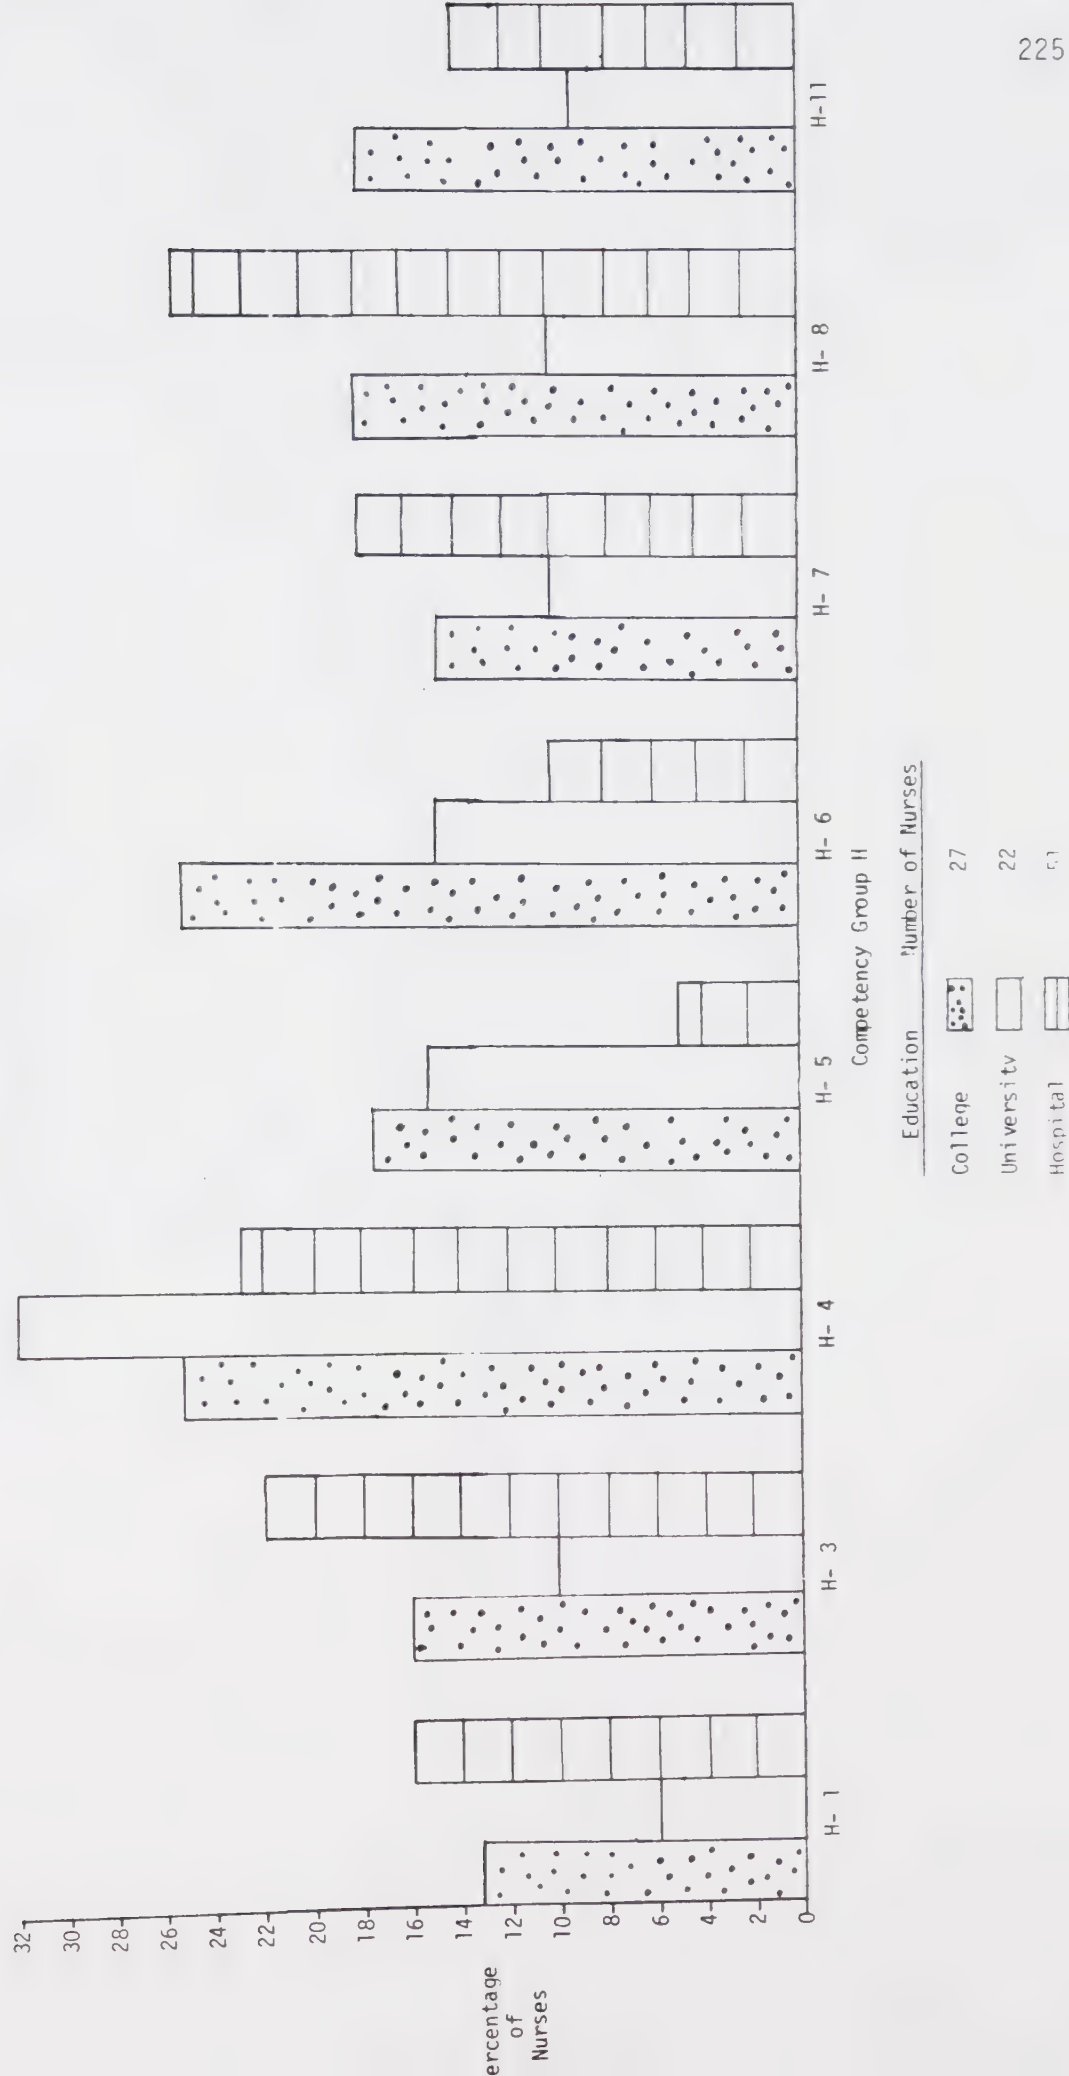 225
32
30
28
26
24
22
20
18
16
14
12
10
8
6
4
2
0
ercentage
of
Nurses
H- 1
H- 3
H- 4
H- 5
H- 6
H- 7
H- 8
H-11
Competency Group H
Education Number of Nurses
College 27
University 22
Hospital